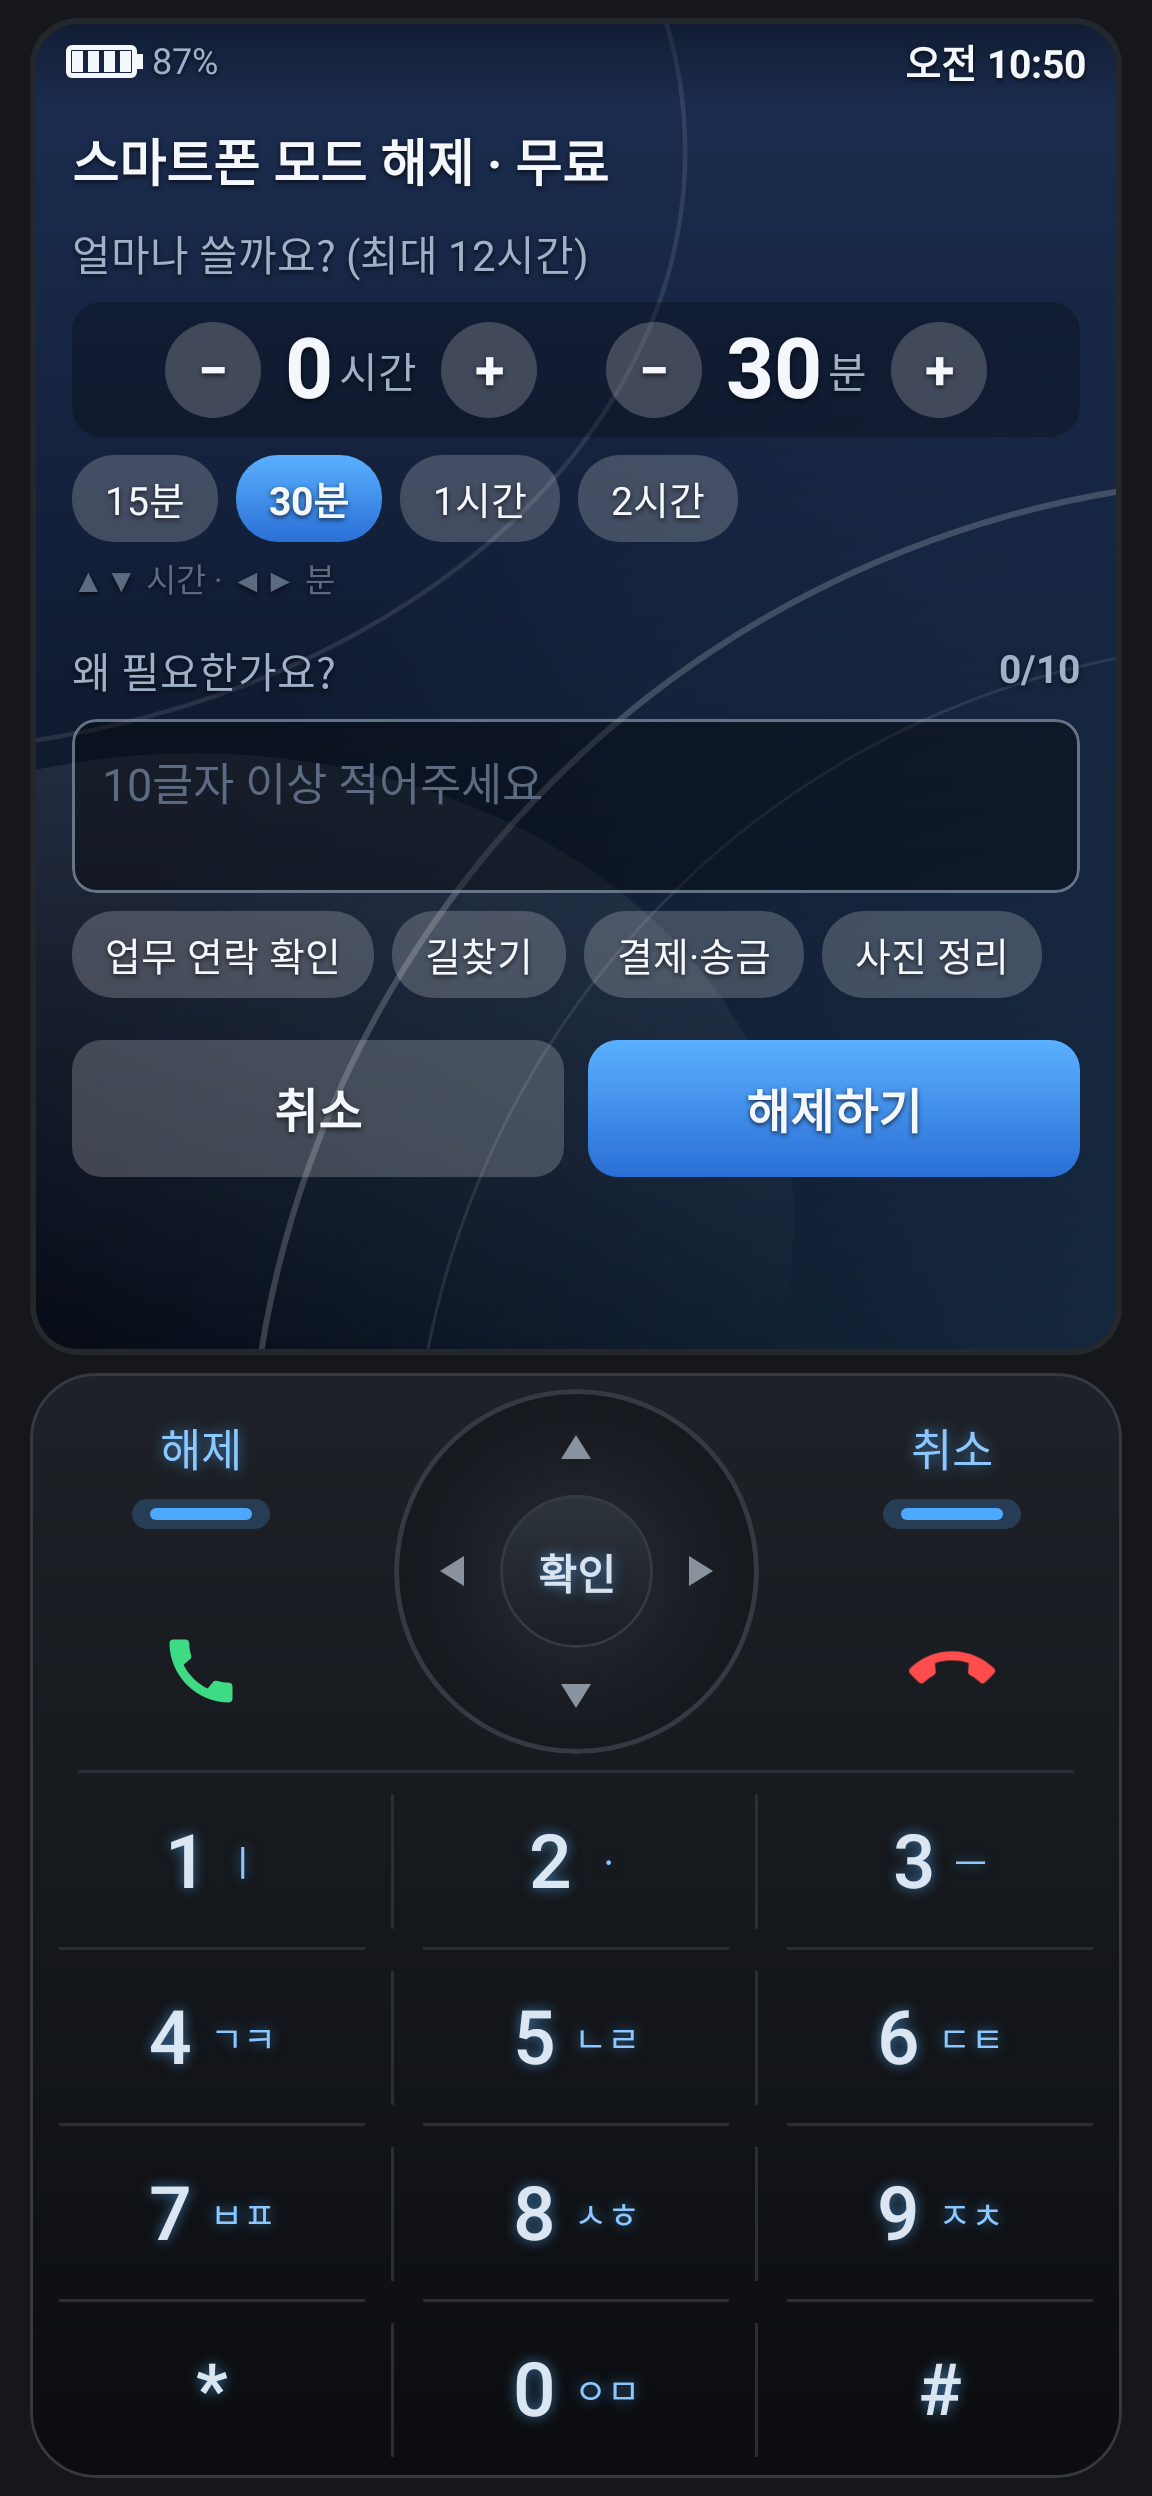 87%
오전 10:50
스마트폰 모드 해제 · 무료
얼마나 쓸까요? (최대 12시간)
− 0 시간 + − 30 분 +
15분 30분 1시간 2시간
▲▼ 시간 · ◀▶ 분
왜 필요한가요? 0/10
10글자 이상 적어주세요
업무 연락 확인 길찾기 결제·송금 사진 정리
취소 해제하기
해제 취소
확인
1 ㅣ 2 · 3 ㅡ
4 ㄱㅋ 5 ㄴㄹ 6 ㄷㅌ
7 ㅂㅍ 8 ㅅㅎ 9 ㅈㅊ
* 0 ㅇㅁ #